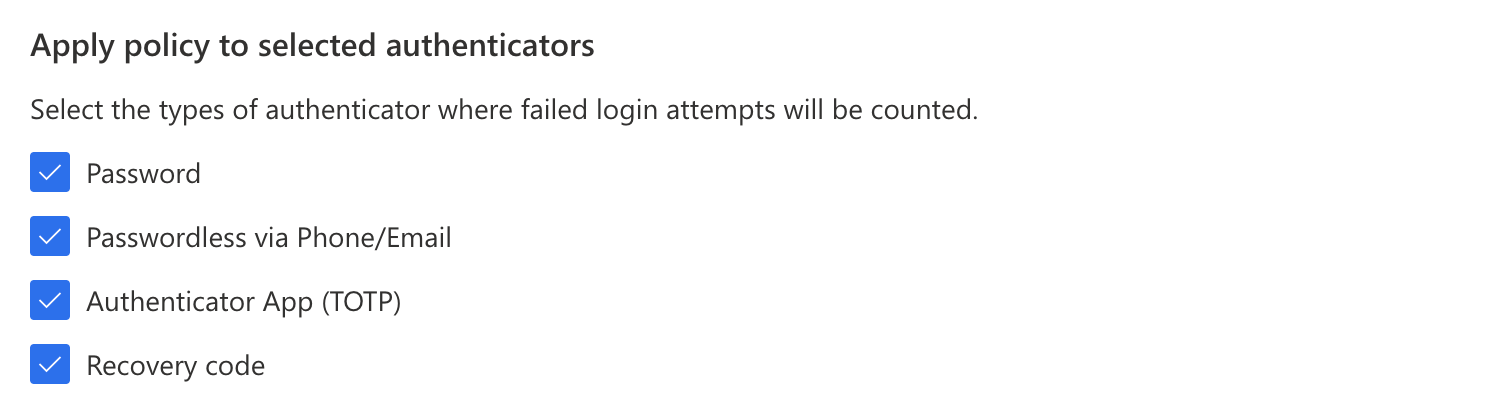 Apply policy to selected authenticators
Select the types of authenticator where failed login attempts will be counted.
Password
Passwordless via Phone/Email
Authenticator App (TOTP)
Recovery code